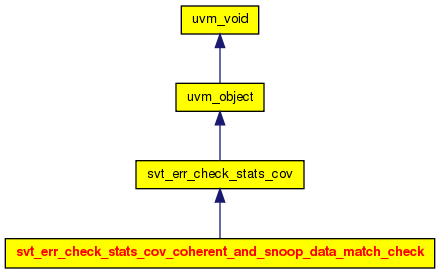 uvm_void
uvm_object
svt_err_check_stats_cov
svt_err_check_stats_cov_coherent_and_snoop_data_match_check